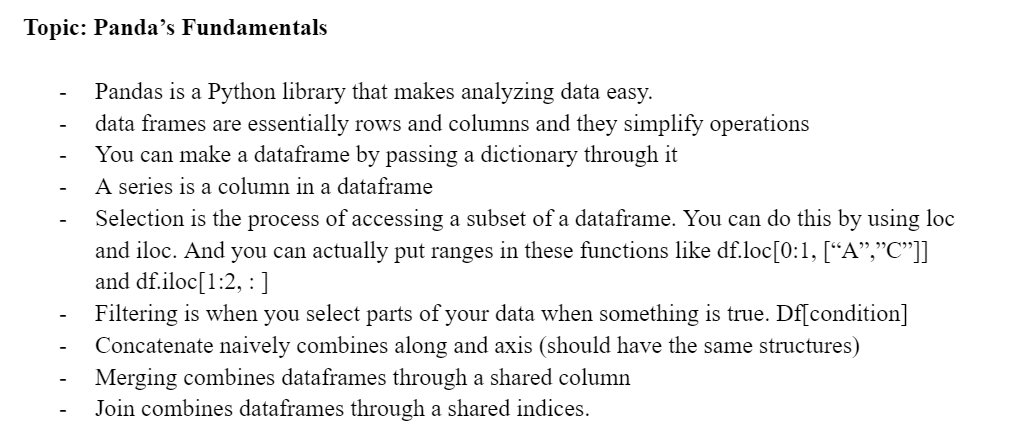 Topic: Panda’s Fundamentals
- Pandas is a Python library that makes analyzing data easy.
- data frames are essentially rows and columns and they simplify operations
- You can make a dataframe by passing a dictionary through it
- A series is a column in a dataframe
- Selection is the process of accessing a subset of a dataframe. You can do this by using loc
and iloc. And you can actually put ranges in these functions like df.loc[0:1, [“A”,”C”]]
and df.iloc[1:2, : ]
- Filtering is when you select parts of your data when something is true. Df[condition]
- Concatenate naively combines along and axis (should have the same structures)
- Merging combines dataframes through a shared column
- Join combines dataframes through a shared indices.